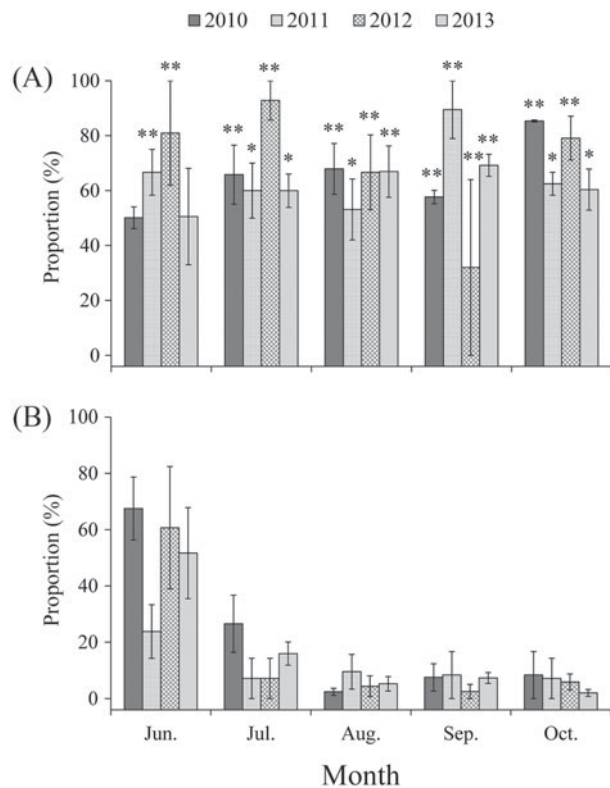 2010 2011 2012 2013
(A)
100
80
60
40
20
0
Proportion (%)
** ** ** ** * * ** * ** ** ** ** ** ** ** * ** *
(B)
100
80
60
40
20
0
Proportion (%)
Jun. Jul. Aug. Sep. Oct.
Month